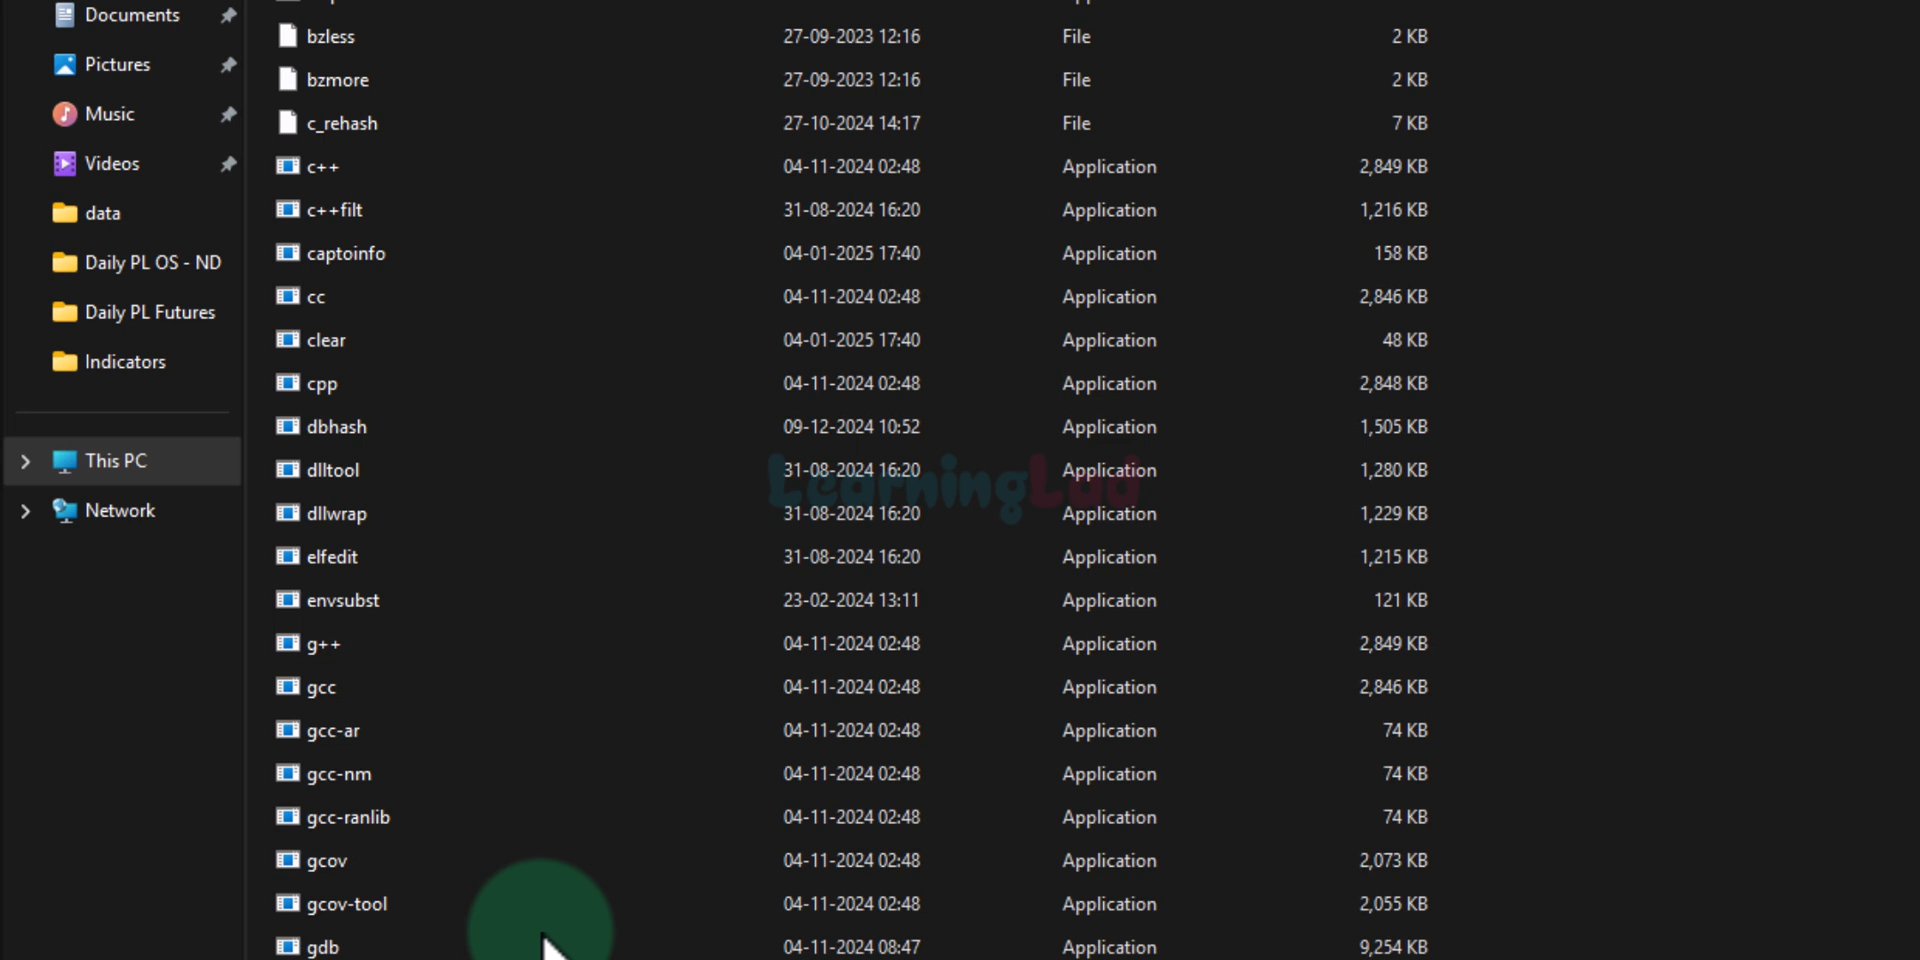 Documents
Pictures
Music
Videos
data
Daily PL OS - ND
Daily PL Futures
Indicators
This PC
Network
bzless 27-09-2023 12:16 File 2 KB
bzmore 27-09-2023 12:16 File 2 KB
c_rehash 27-10-2024 14:17 File 7 KB
c++ 04-11-2024 02:48 Application 2,849 KB
c++filt 31-08-2024 16:20 Application 1,216 KB
captoinfo 04-01-2025 17:40 Application 158 KB
cc 04-11-2024 02:48 Application 2,846 KB
clear 04-01-2025 17:40 Application 48 KB
cpp 04-11-2024 02:48 Application 2,848 KB
dbhash 09-12-2024 10:52 Application 1,505 KB
dlltool 31-08-2024 16:20 Application 1,280 KB
LearningLad
dllwrap 31-08-2024 16:20 Application 1,229 KB
elfedit 31-08-2024 16:20 Application 1,215 KB
envsubst 23-02-2024 13:11 Application 121 KB
g++ 04-11-2024 02:48 Application 2,849 KB
gcc 04-11-2024 02:48 Application 2,846 KB
gcc-ar 04-11-2024 02:48 Application 74 KB
gcc-nm 04-11-2024 02:48 Application 74 KB
gcc-ranlib 04-11-2024 02:48 Application 74 KB
gcov 04-11-2024 02:48 Application 2,073 KB
gcov-tool 04-11-2024 02:48 Application 2,055 KB
gdb 04-11-2024 08:47 Application 9,254 KB